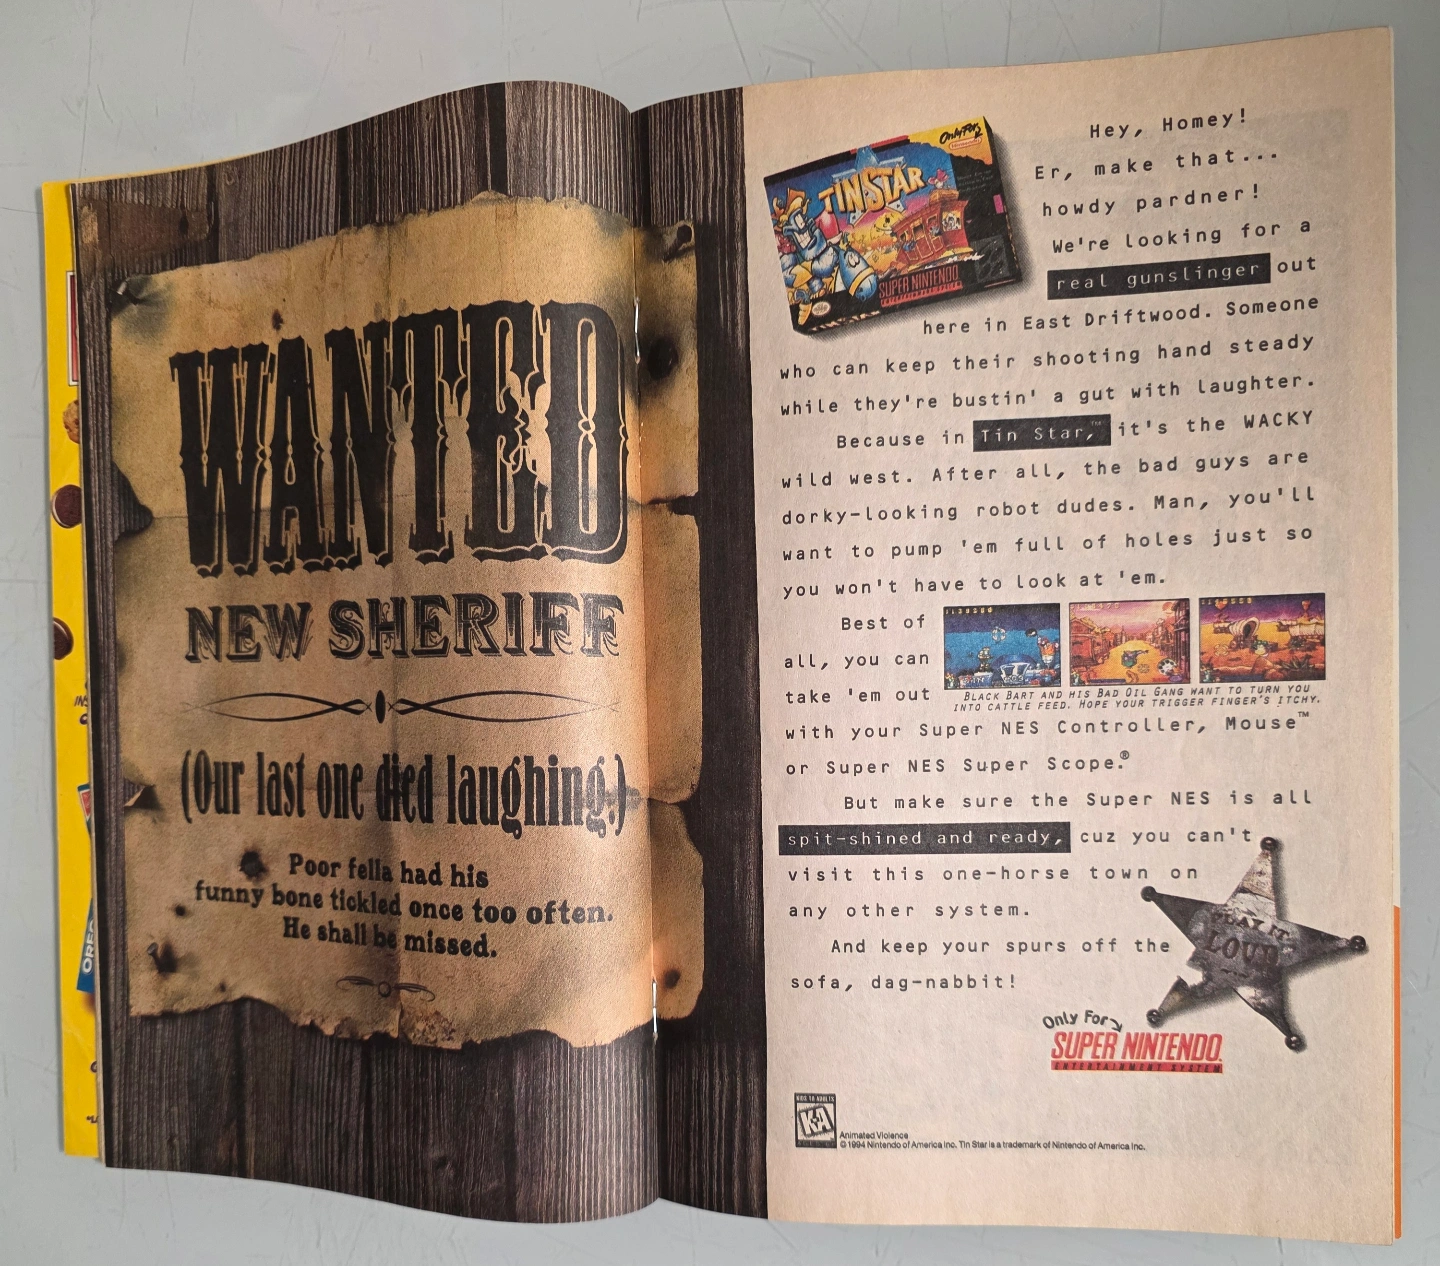 WANTED
NEW SHERIFF
(Our last one died laughing.)
Poor fella had his
funny bone tickled once too often.
He shall be missed.
Only For
TIN STAR
SUPER NINTENDO
TIN STAR
Hey, Homey!
Er, make that...
howdy pardner!
We're looking for a
real gunslinger out
here in East Driftwood. Someone
who can keep their shooting hand steady
while they're bustin' a gut with laughter.
Because in Tin Star,™ it's the WACKY
wild west. After all, the bad guys are
dorky-looking robot dudes. Man, you'll
want to pump 'em full of holes just so
you won't have to look at 'em.
Best of
all, you can
take 'em out
BLACK BART AND HIS BAD OIL GANG WANT TO TURN YOU
INTO CATTLE FEED. HOPE YOUR TRIGGER FINGER'S ITCHY.
with your Super NES Controller, Mouse™
or Super NES Super Scope.®
But make sure the Super NES is all
spit-shined and ready, cuz you can't
visit this one-horse town on
any other system.
And keep your spurs off the
sofa, dag-nabbit!
PLAY IT
LOUD
Only For
SUPER NINTENDO
ENTERTAINMENT SYSTEM
KIDS TO ADULTS
K-A
Animated Violence
© 1994 Nintendo of America Inc. Tin Star is a trademark of Nintendo of America Inc.